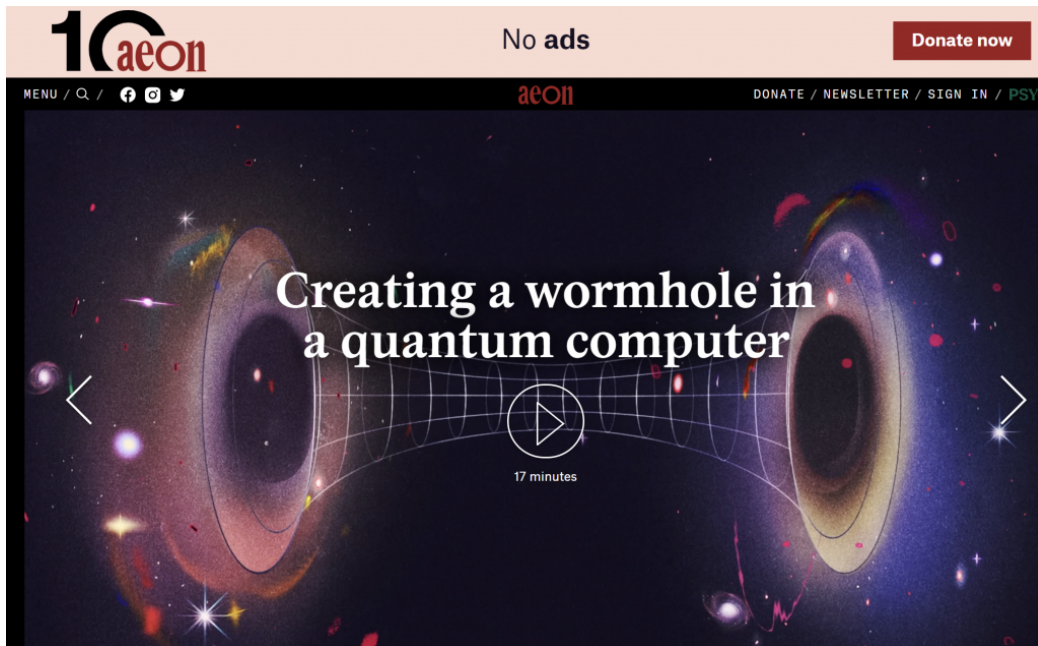 10 aeon
No ads
Donate now
MENU /
/
aeon
DONATE / NEWSLETTER / SIGN IN / PSY
Creating a wormhole in
a quantum computer
17 minutes